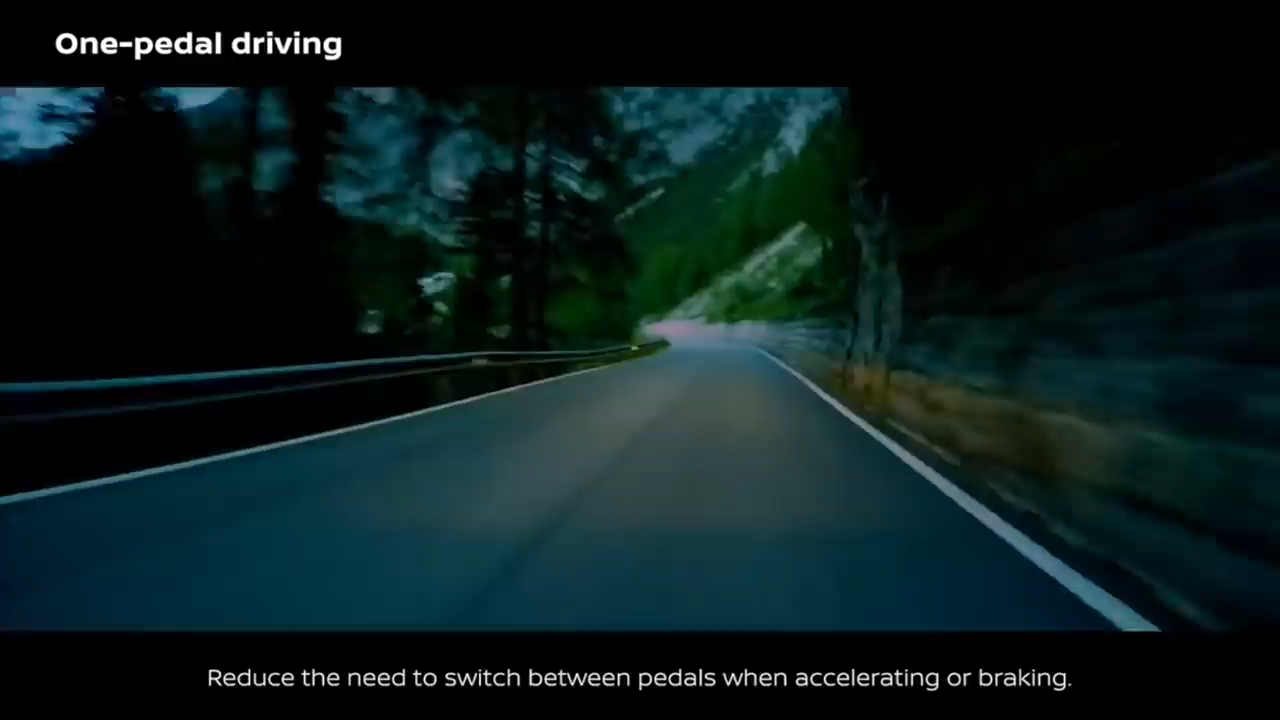 One-pedal driving
Reduce the need to switch between pedals when accelerating or braking.